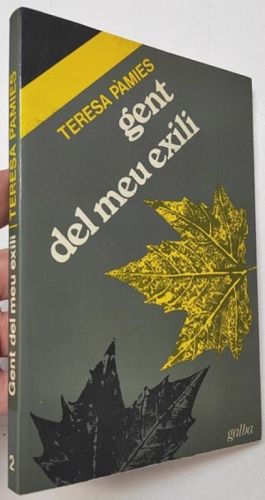 TERESA PÀMIES
gent
del meu exili
galba
2 Gent del meu exili | TERESA PÀMIES